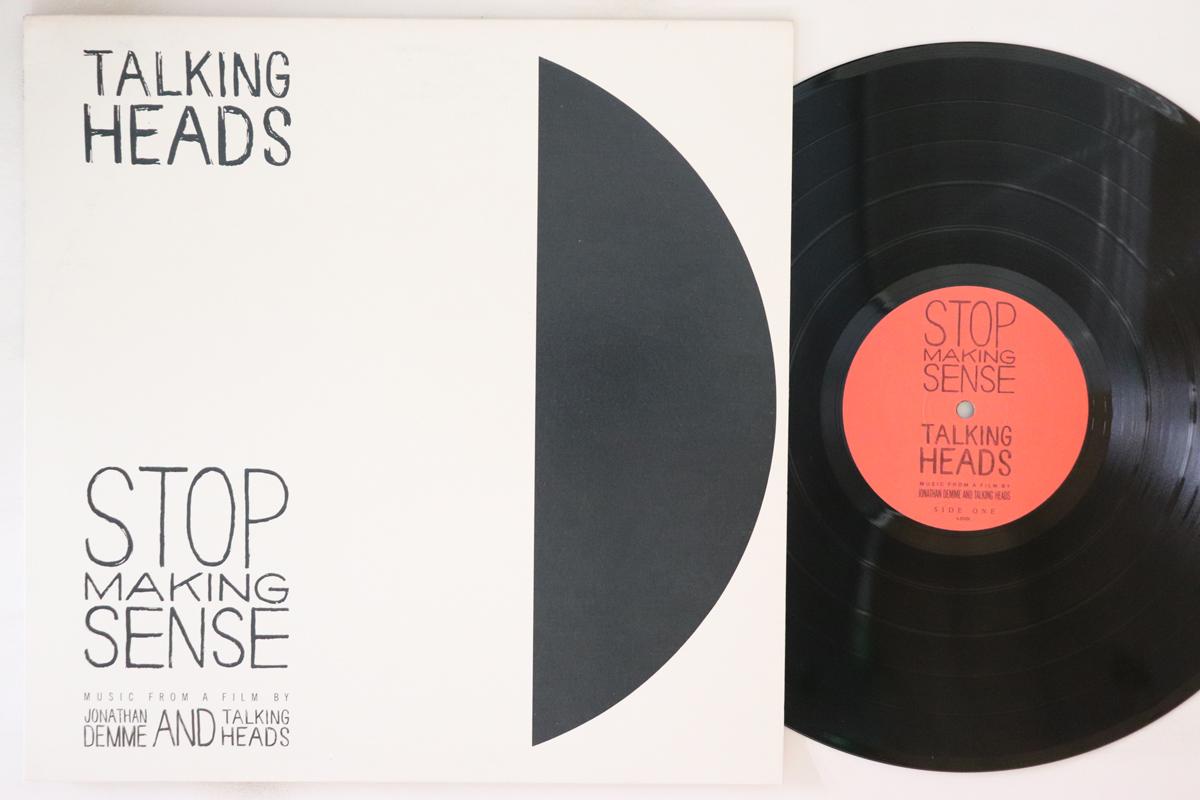 TALKING
HEADS
STOP
MAKING
SENSE
MUSIC FROM A FILM BY
JONATHAN DEMME AND TALKING HEADS
STOP
MAKING
SENSE
TALKING
HEADS
MUSIC FROM A FILM BY
JONATHAN DEMME AND TALKING HEADS
SIDE ONE